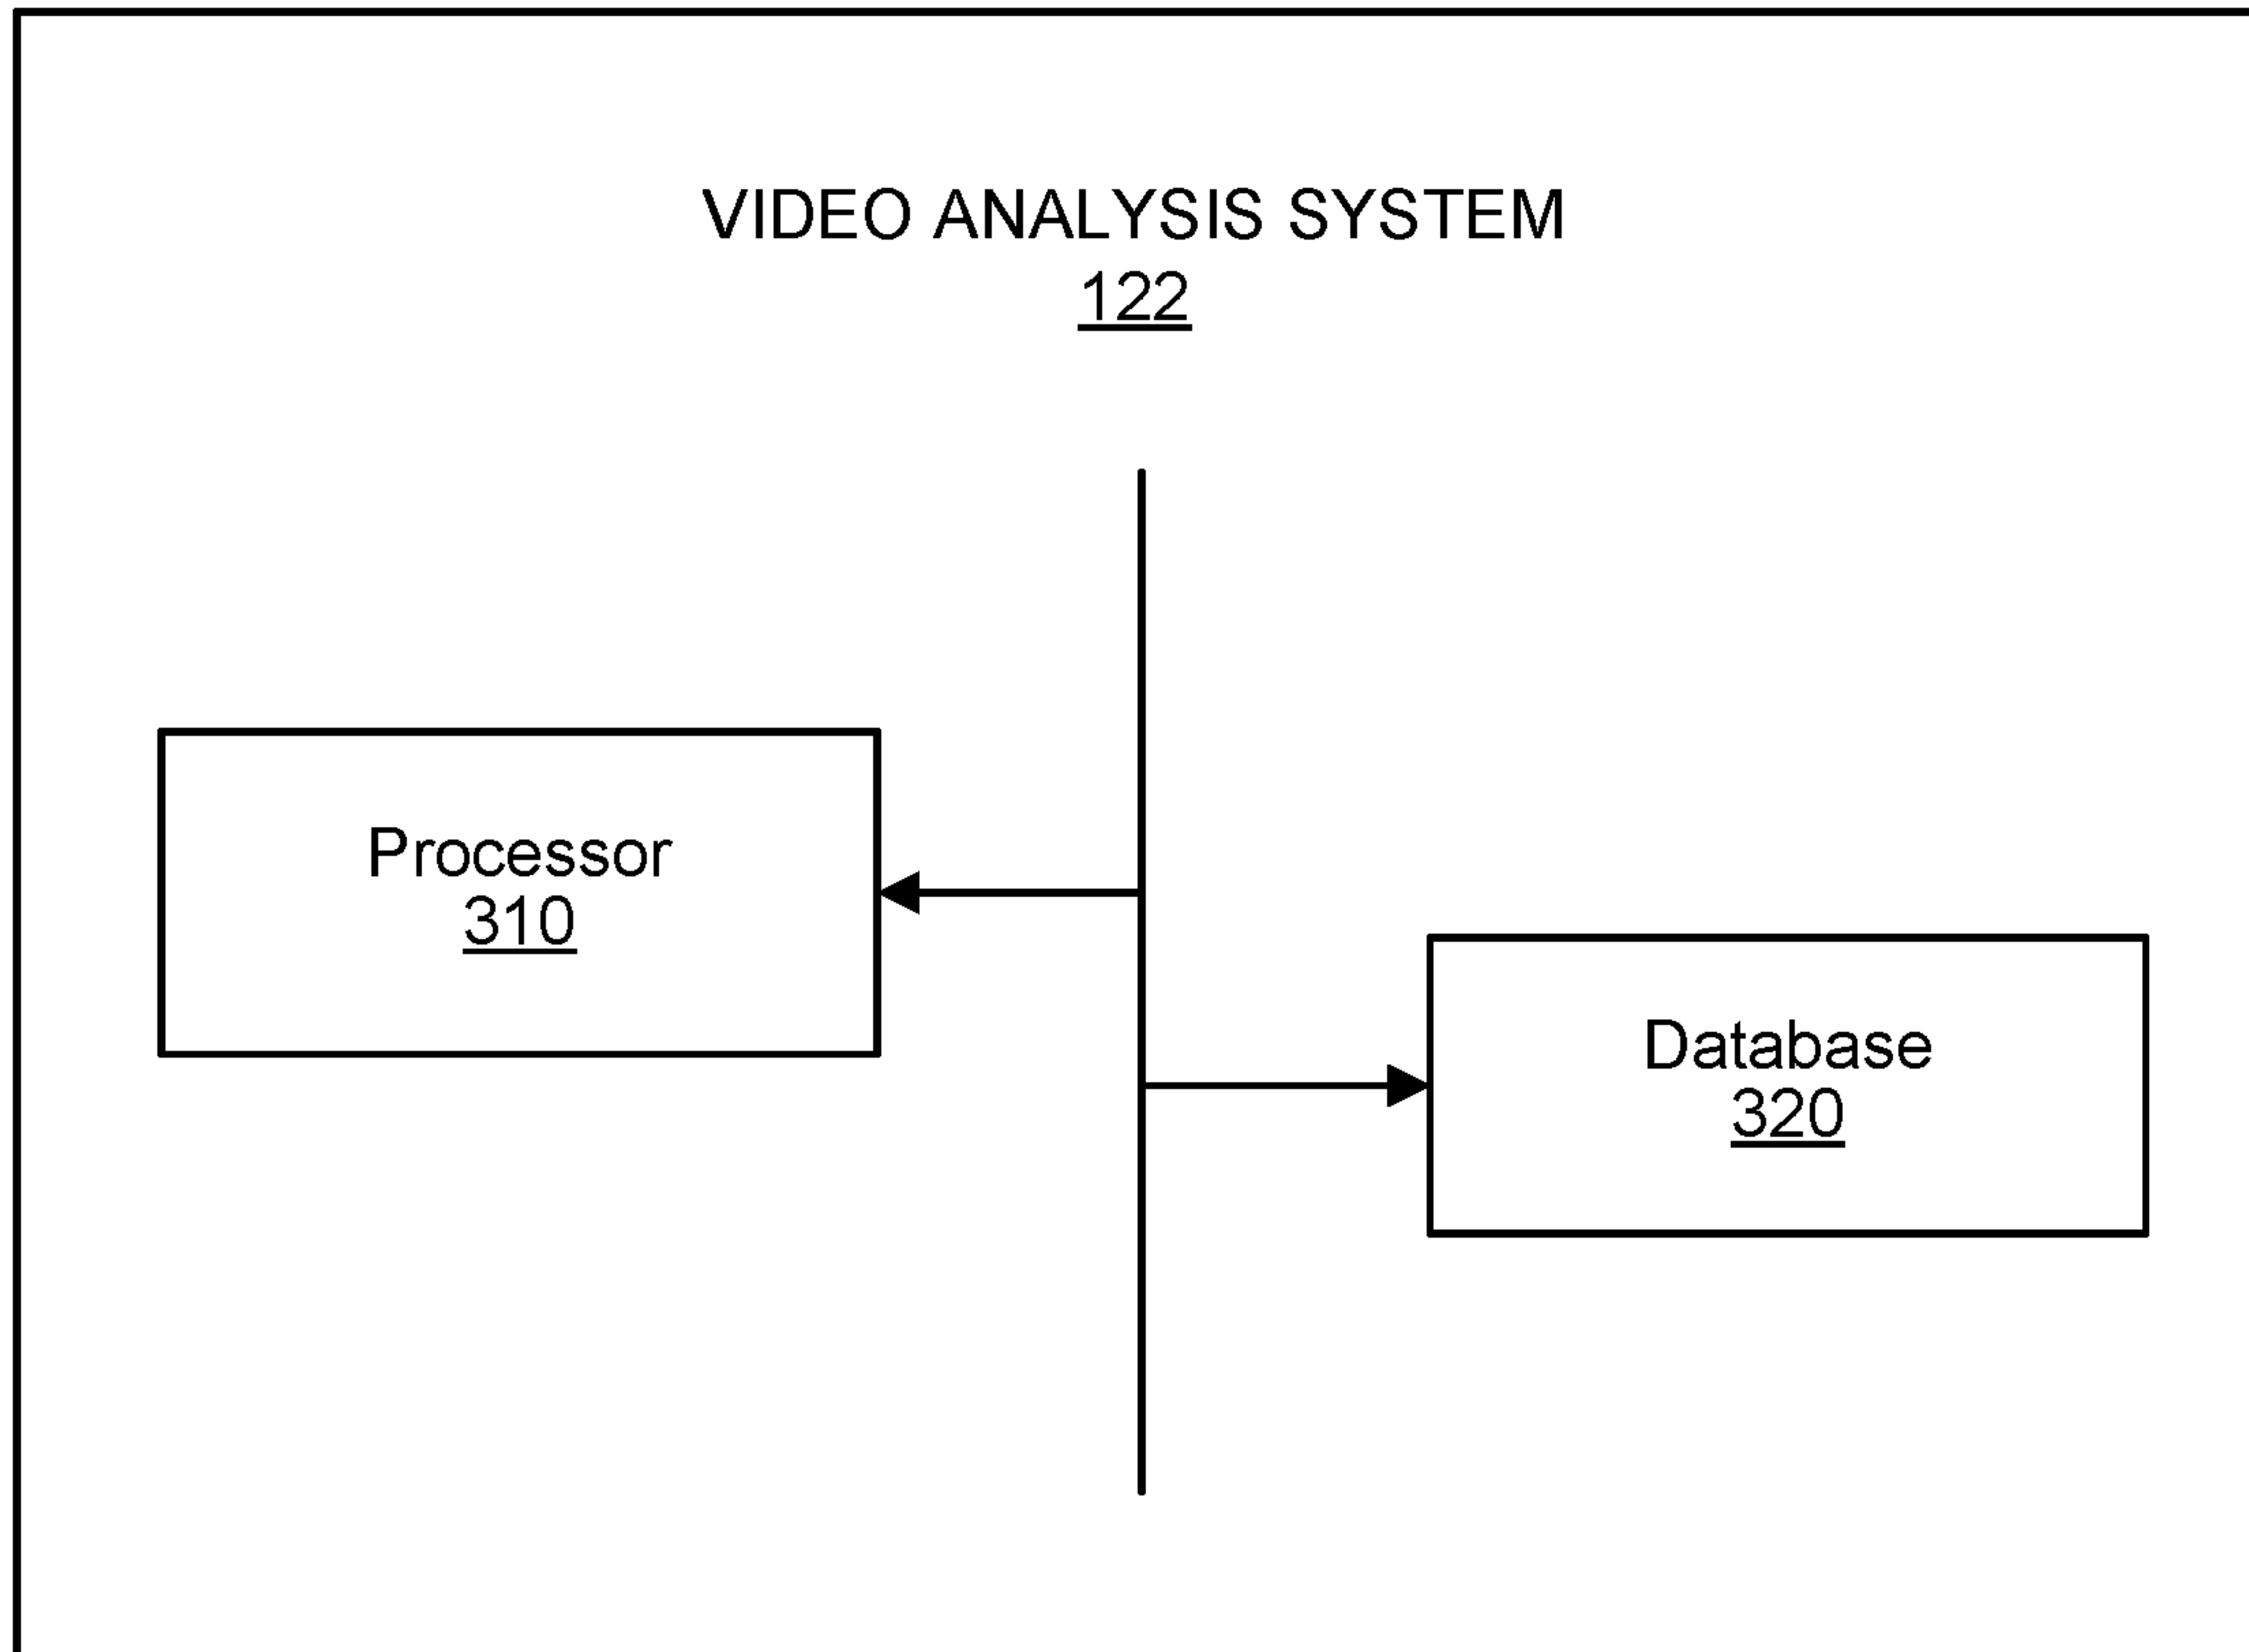 VIDEO ANALYSIS SYSTEM
122
Processor
310
Database
320